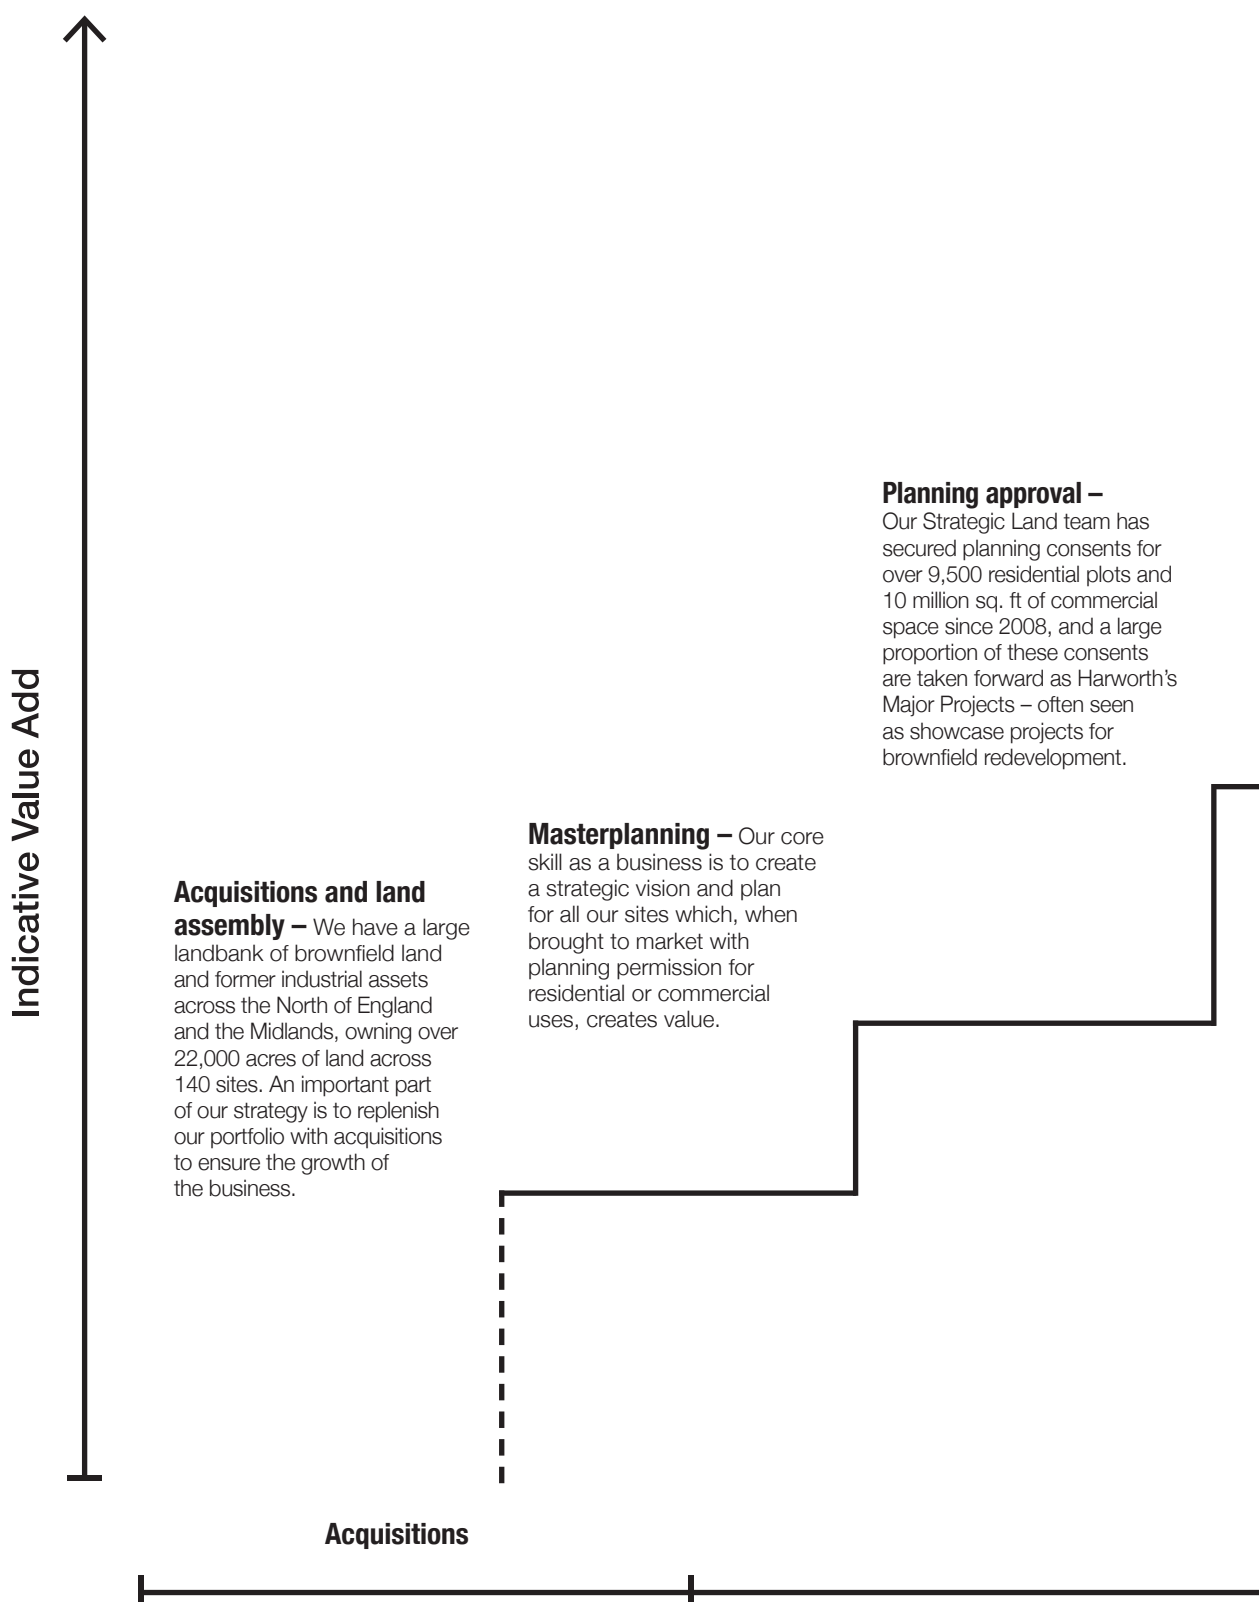 Indicative Value Add
Acquisitions and land
assembly – We have a large
landbank of brownfield land
and former industrial assets
across the North of England
and the Midlands, owning over
22,000 acres of land across
140 sites. An important part
of our strategy is to replenish
our portfolio with acquisitions
to ensure the growth of
the business.
Masterplanning – Our core
skill as a business is to create
a strategic vision and plan
for all our sites which, when
brought to market with
planning permission for
residential or commercial
uses, creates value.
Planning approval –
Our Strategic Land team has
secured planning consents for
over 9,500 residential plots and
10 million sq. ft of commercial
space since 2008, and a large
proportion of these consents
are taken forward as Harworth’s
Major Projects – often seen
as showcase projects for
brownfield redevelopment.
Acquisitions